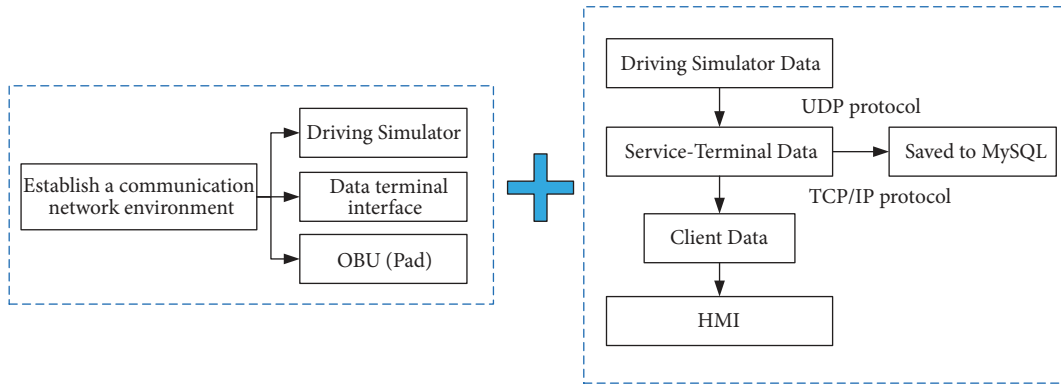 Establish a communication
network environment
Driving Simulator
Data terminal
interface
OBU (Pad)
Driving Simulator Data
UDP protocol
Service-Terminal Data
Saved to MySQL
TCP/IP protocol
Client Data
HMI